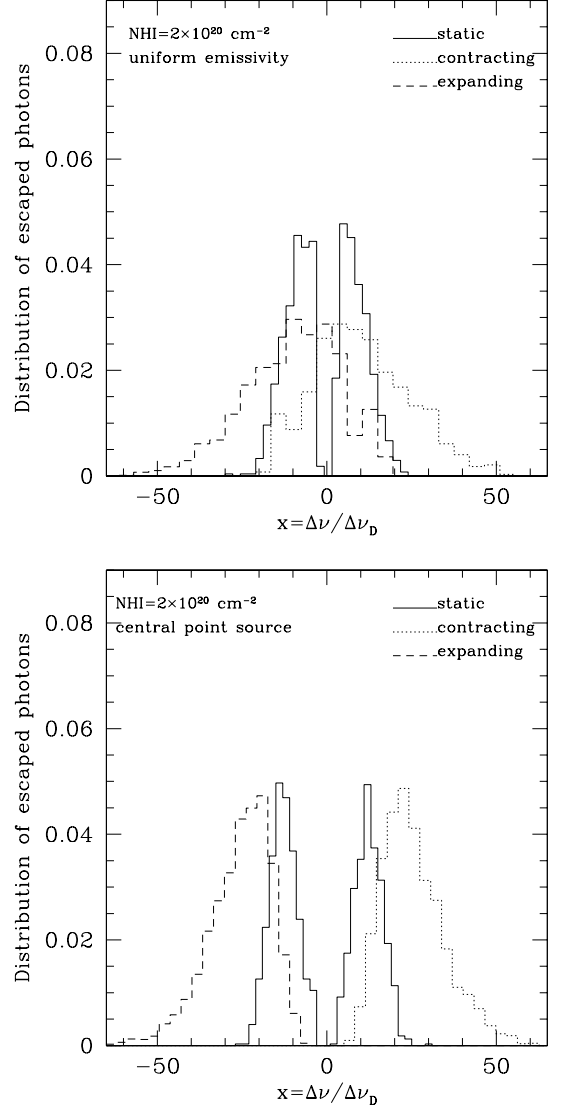 NHI=2×10²⁰ cm⁻²
uniform emissivity
static
contracting
expanding
Distribution of escaped photons
0.08
0.06
0.04
0.02
0
−50 0 50
x=Δν/Δν_D
NHI=2×10²⁰ cm⁻²
central point source
static
contracting
expanding
Distribution of escaped photons
0.08
0.06
0.04
0.02
0
−50 0 50
x=Δν/Δν_D